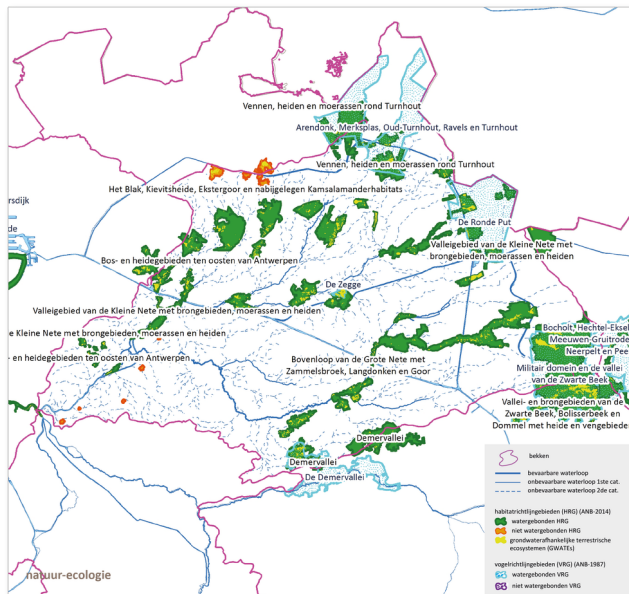 Vennen, heiden en moerassen rond Turnhout
Arendonk, Merksplas, Oud-Turnhout, Ravels en Turnhout
Vennen, heiden en moerassen rond Turnhout
Het Blak, Kievitsheide, Ekstergoor en nabijgelegen Kamsalamanderhabitats
rsdijk
de
De Ronde Put
Valleigebied van de Kleine Nete met
brongebieden, moerassen en heiden
Bos- en heidegebieden ten oosten van Antwerpen
De Zegge
Valleigebied van de Kleine Nete met brongebieden, moerassen en heiden
e Kleine Nete met brongebieden, moerassen en heiden
- en heidegebieden ten oosten van Antwerpen
Bovenloop van de Grote Nete met
Zammelsbroek, Langdonken en Goor
Bocholt, Hechtel-Eksel
Meeuwen-Gruitrode
Neerpelt en Pee
Militair domein en de vallei
van de Zwarte Beek
Vallei- en brongebieden van de
Zwarte Beek, Bolisserbeek en
Dommel met heide en vengebieden
Demervallei
Demervallei
De Demervallei
bekken
bevaarbare waterloop
onbevaarbare waterloop 1ste cat.
onbevaarbare waterloop 2de cat.
habitatrichtlijngebieden (HRG) (ANB-2014)
watergebonden HRG
niet watergebonden HRG
grondwaterafhankelijke terrestrische
ecosystemen (GWATEs)
vogelrichtlijngebieden (VRG) (ANB-1987)
watergebonden VRG
niet watergebonden VRG
natuur-ecologie